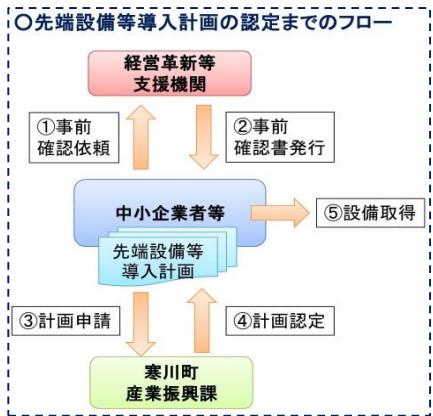 〇先端設備等導入計画の認定までのフロー
経営革新等
支援機関
①事前
確認依頼
②事前
確認書発行
中小企業者等
⑤設備取得
先端設備等
導入計画
③計画申請
④計画認定
寒川町
産業振興課